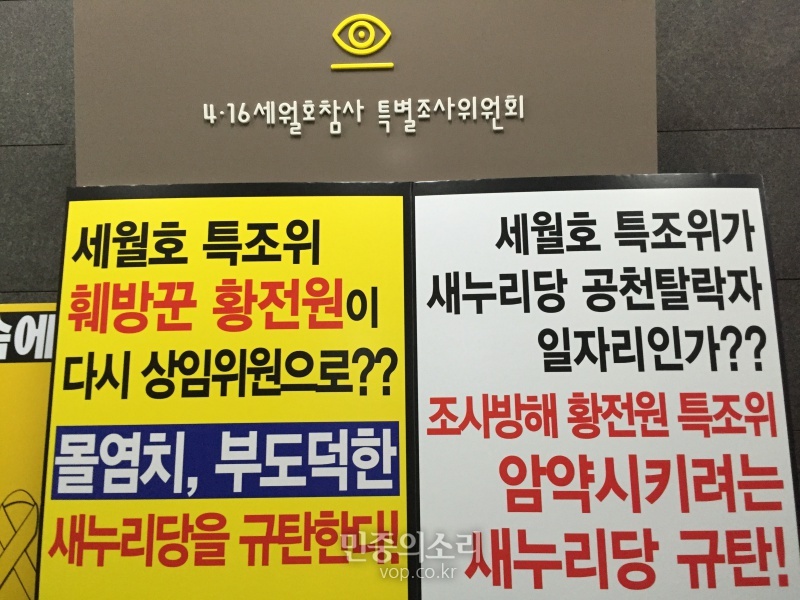 4·16세월호참사 특별조사위원회
세월호 특조위
훼방꾼 황전원이
다시 상임위원으로??
몰염치, 부도덕한
새누리당을 규탄한다!
세월호 특조위가
새누리당 공천탈락자
일자리인가??
조사방해 황전원 특조위
암약시키려는
새누리당 규탄!
속에
민중의소리
vop.co.kr